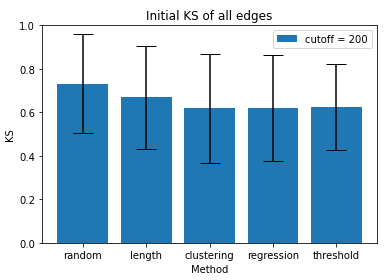 Initial KS of all edges
cutoff = 200
KS
1.0
0.8
0.6
0.4
0.2
0.0
random length clustering regression threshold
Method